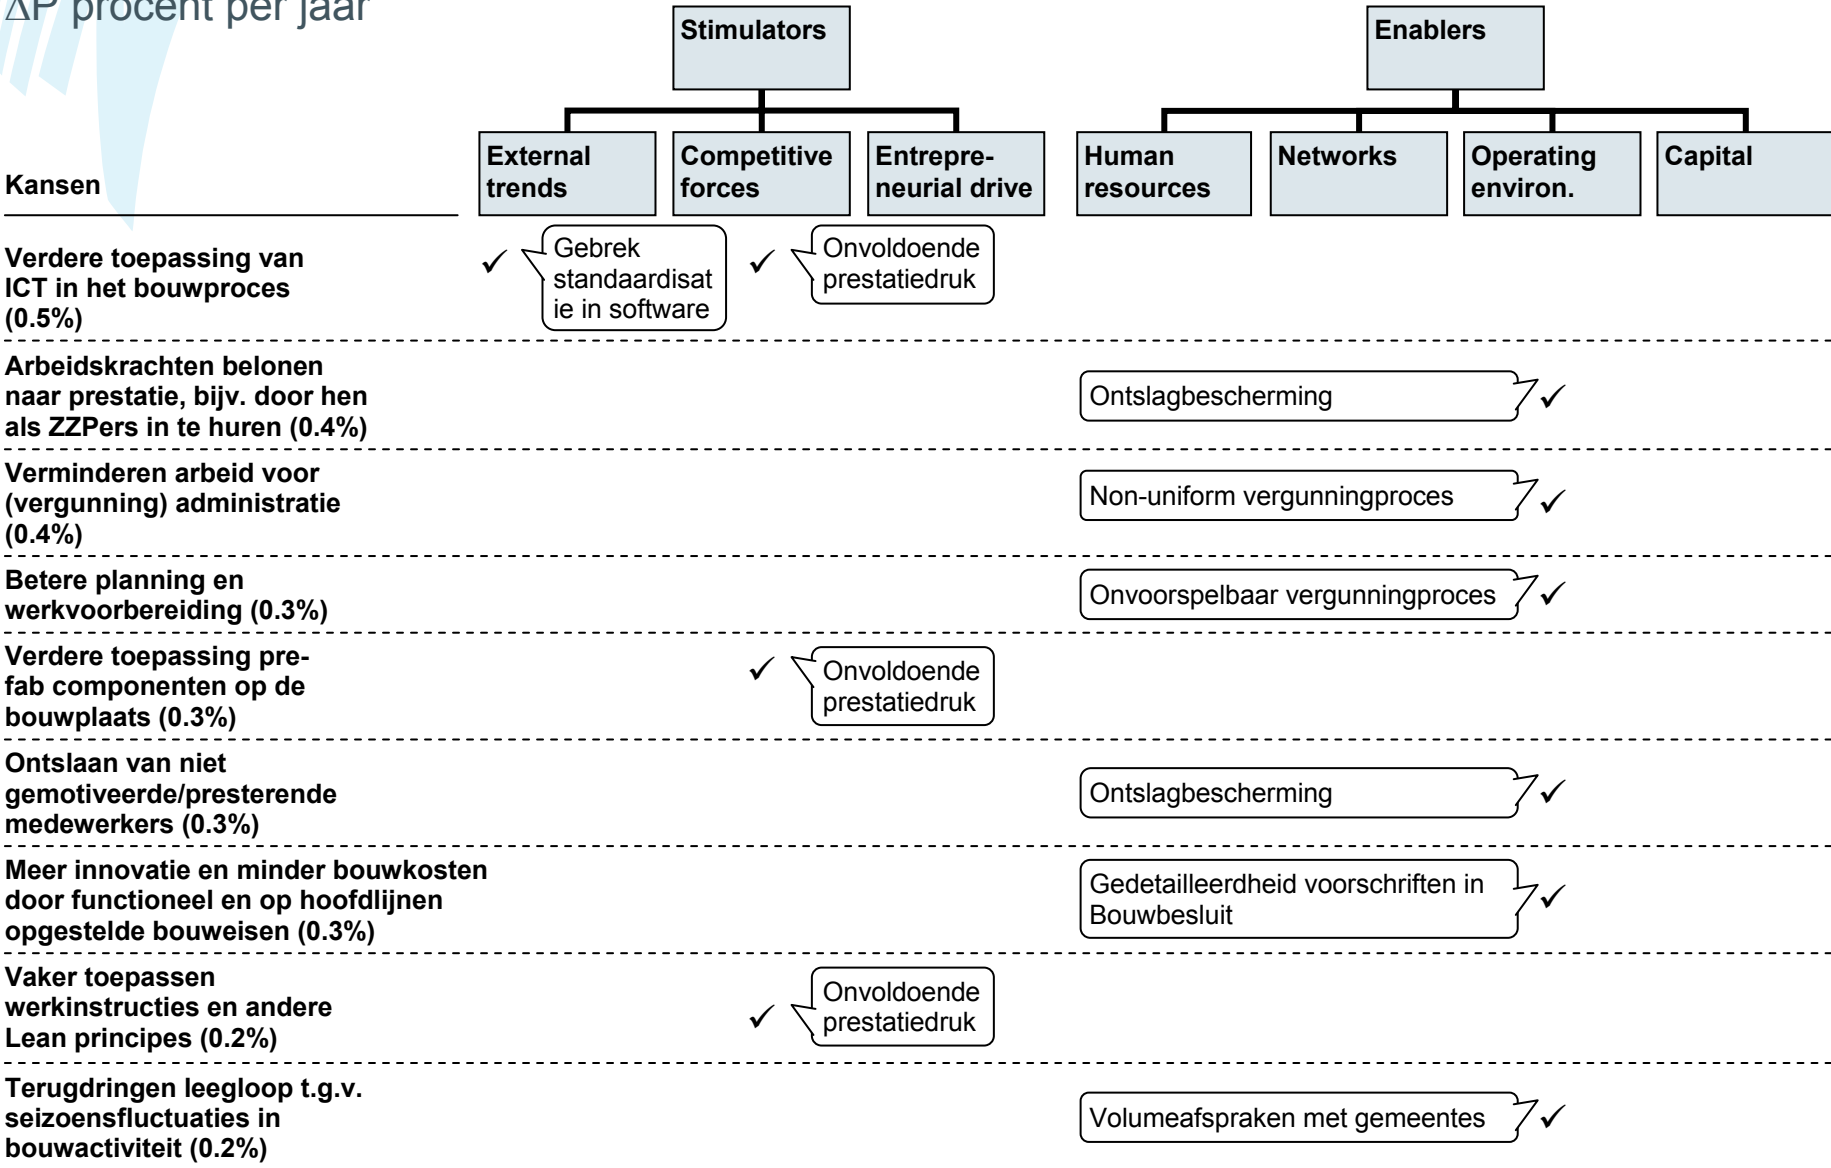 ΔP procent per jaar
Stimulators
Enablers
Kansen
External
trends
Competitive
forces
Entrepre-
neurial drive
Human
resources
Networks
Operating
environ.
Capital
Verdere toepassing van
ICT in het bouwproces
(0.5%)
✓
Gebrek
standaardisat
ie in software
✓
Onvoldoende
prestatiedruk
Arbeidskrachten belonen
naar prestatie, bijv. door hen
als ZZPers in te huren (0.4%)
Ontslagbescherming
✓
Verminderen arbeid voor
(vergunning) administratie
(0.4%)
Non-uniform vergunningproces
✓
Betere planning en
werkvoorbereiding (0.3%)
Onvoorspelbaar vergunningproces
✓
Verdere toepassing pre-
fab componenten op de
bouwplaats (0.3%)
✓
Onvoldoende
prestatiedruk
Ontslaan van niet
gemotiveerde/presterende
medewerkers (0.3%)
Ontslagbescherming
✓
Meer innovatie en minder bouwkosten
door functioneel en op hoofdlijnen
opgestelde bouweisen (0.3%)
Gedetailleerdheid voorschriften in
Bouwbesluit
✓
Vaker toepassen
werkinstructies en andere
Lean principes (0.2%)
✓
Onvoldoende
prestatiedruk
Terugdringen leegloop t.g.v.
seizoensfluctuaties in
bouwactiviteit (0.2%)
Volumeafspraken met gemeentes
✓